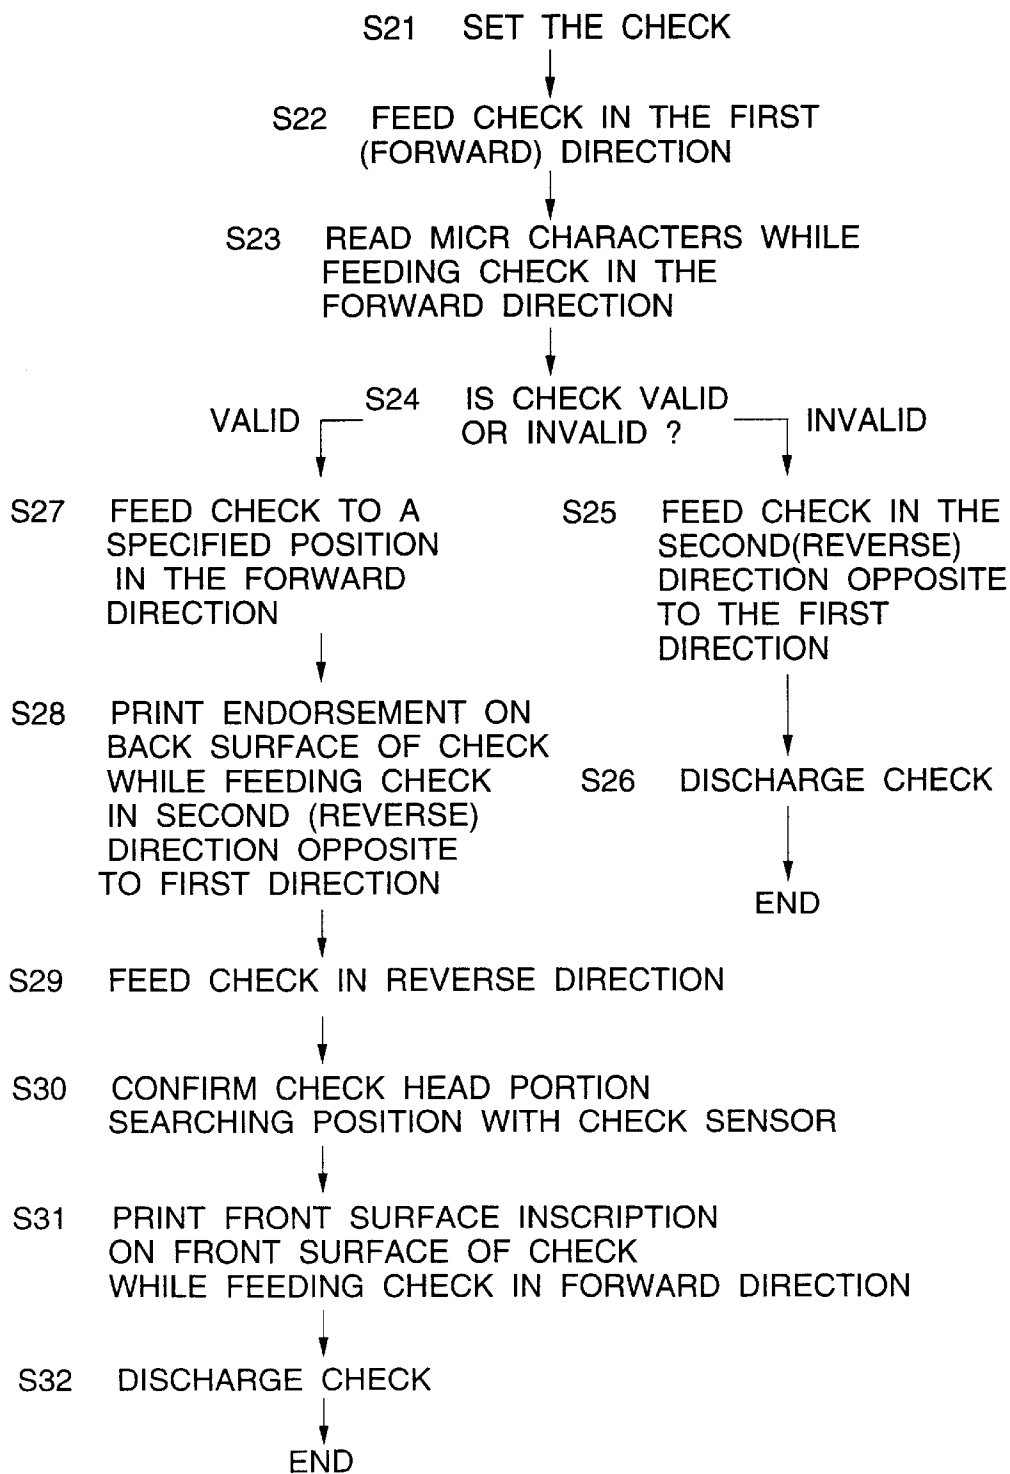 S21 SET THE CHECK
S22 FEED CHECK IN THE FIRST
(FORWARD) DIRECTION
S23 READ MICR CHARACTERS WHILE
FEEDING CHECK IN THE
FORWARD DIRECTION
S24 IS CHECK VALID
OR INVALID ?
VALID
INVALID
S27 FEED CHECK TO A
SPECIFIED POSITION
IN THE FORWARD
DIRECTION
S25 FEED CHECK IN THE
SECOND(REVERSE)
DIRECTION OPPOSITE
TO THE FIRST
DIRECTION
S28 PRINT ENDORSEMENT ON
BACK SURFACE OF CHECK
WHILE FEEDING CHECK
IN SECOND (REVERSE)
DIRECTION OPPOSITE
TO FIRST DIRECTION
S26 DISCHARGE CHECK
END
S29 FEED CHECK IN REVERSE DIRECTION
S30 CONFIRM CHECK HEAD PORTION
SEARCHING POSITION WITH CHECK SENSOR
S31 PRINT FRONT SURFACE INSCRIPTION
ON FRONT SURFACE OF CHECK
WHILE FEEDING CHECK IN FORWARD DIRECTION
S32 DISCHARGE CHECK
END